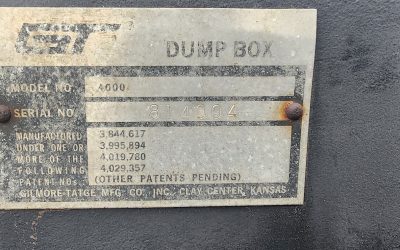 GT
DUMP BOX
MODEL NO. 4000
SERIAL NO.
MANUFACTURED
UNDER ONE OR
MORE OF THE
FOLLOWING
PATENT NOs.
3,844,617
3,995,894
4,019,780
4,029,357
(OTHER PATENTS PENDING)
GILMORE-TATGE MFG. CO., INC. CLAY CENTER, KANSAS